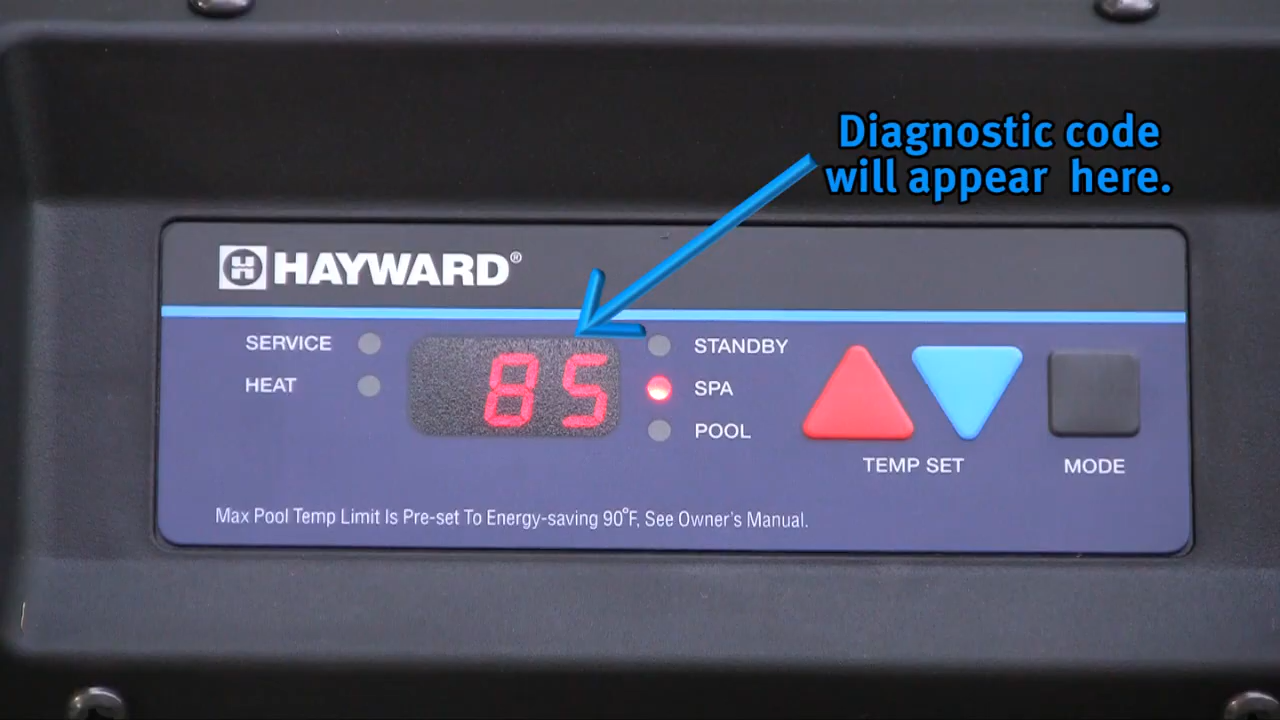 Diagnostic code
will appear here.
HAYWARD®
SERVICE
HEAT
85
STANDBY
SPA
POOL
TEMP SET
MODE
Max Pool Temp Limit Is Pre-set To Energy-saving 90°F, See Owner's Manual.